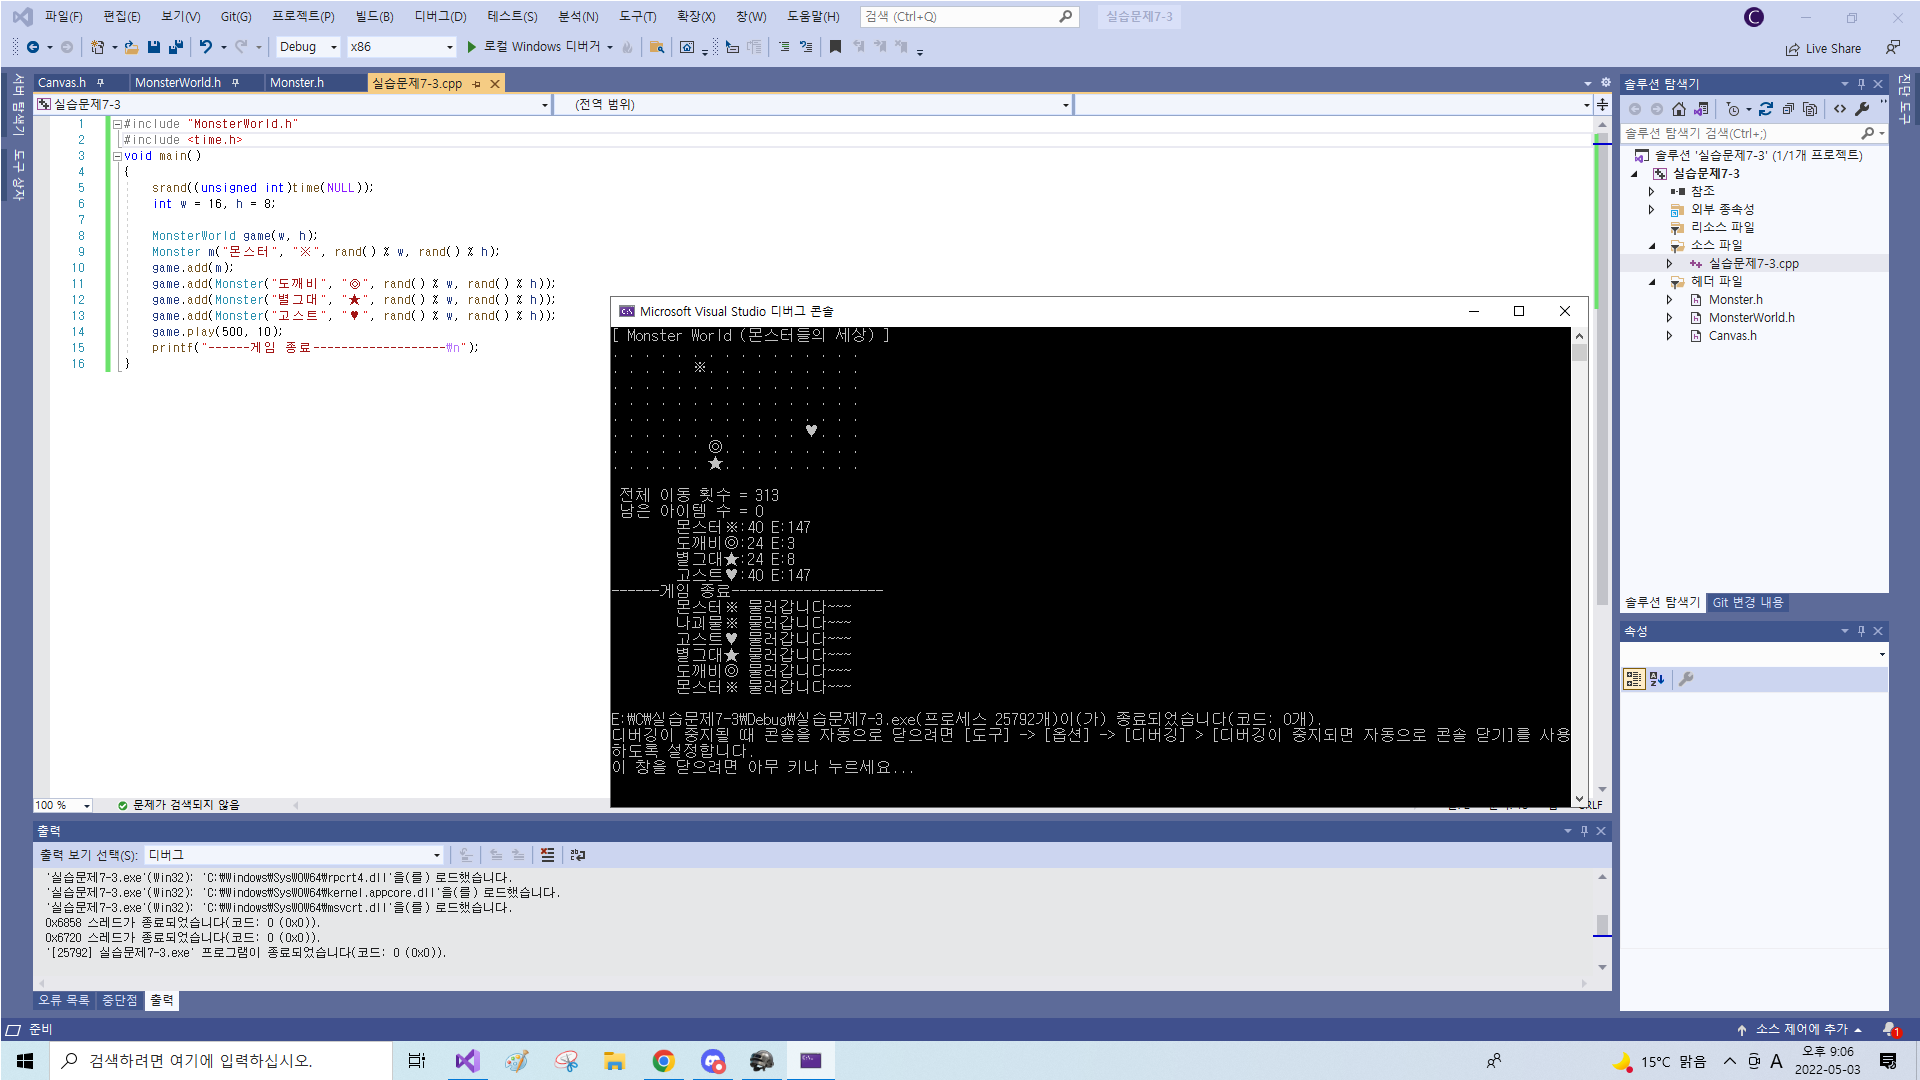 파일(F) 편집(E) 보기(V) Git(G) 프로젝트(P) 빌드(B) 디버그(D) 테스트(S) 분석(N) 도구(T) 확장(X) 창(W) 도움말(H) 검색 (Ctrl+Q) 실습문제7-3 C
Debug x86 로컬 Windows 디버거 Live Share
서버 탐색기
도구 상자
Canvas.h MonsterWorld.h Monster.h 실습문제7-3.cpp
실습문제7-3 (전역 범위)
1 #include "MonsterWorld.h"
2 #include <time.h>
3 void main()
4 {
5 srand((unsigned int)time(NULL));
6 int w = 16, h = 8;
7
8 MonsterWorld game(w, h);
9 Monster m("몬스터", "※", rand() % w, rand() % h);
10 game.add(m);
11 game.add(Monster("도깨비", "◎", rand() % w, rand() % h));
12 game.add(Monster("별그대", "★", rand() % w, rand() % h));
13 game.add(Monster("고스트", "♥", rand() % w, rand() % h));
14 game.play(500, 10);
15 printf("------게임 종료-------------------₩n");
16 }
Microsoft Visual Studio 디버그 콘솔
[ Monster World (몬스터들의 세상) ]
. . . . . . . . . . . . . . . .
. . . . . ※ . . . . . . . . . .
. . . . . . . . . . . . . . . .
. . . . . . . . . . . . . . . .
. . . . . . . . . . . . . . . .
. . . . . . . . . . . . ♥ . . .
. . . . . . ◎ . . . . . . . . .
. . . . . . ★ . . . . . . . . .
전체 이동 횟수 = 313
남은 아이템 수 = 0
몬스터※:40 E:147
도깨비◎:24 E:3
별그대★:24 E:8
고스트♥:40 E:147
------게임 종료-------------------
몬스터※ 물러갑니다~~~
나괴물※ 물러갑니다~~~
고스트♥ 물러갑니다~~~
별그대★ 물러갑니다~~~
도깨비◎ 물러갑니다~~~
몬스터※ 물러갑니다~~~
E:₩C₩실습문제7-3₩Debug₩실습문제7-3.exe(프로세스 25792개)이(가) 종료되었습니다(코드: 0개).
디버깅이 중지될 때 콘솔을 자동으로 닫으려면 [도구] -> [옵션] -> [디버깅] > [디버깅이 중지되면 자동으로 콘솔 닫기]를 사용
하도록 설정합니다.
이 창을 닫으려면 아무 키나 누르세요...
100 % 문제가 검색되지 않음
출력
출력 보기 선택(S): 디버그
'실습문제7-3.exe'(Win32): 'C:₩Windows₩SysWOW64₩rpcrt4.dll'을(를) 로드했습니다.
'실습문제7-3.exe'(Win32): 'C:₩Windows₩SysWOW64₩kernel.appcore.dll'을(를) 로드했습니다.
'실습문제7-3.exe'(Win32): 'C:₩Windows₩SysWOW64₩msvcrt.dll'을(를) 로드했습니다.
0x6858 스레드가 종료되었습니다(코드: 0 (0x0)).
0x6720 스레드가 종료되었습니다(코드: 0 (0x0)).
'[25792] 실습문제7-3.exe' 프로그램이 종료되었습니다(코드: 0 (0x0)).
오류 목록 중단점 출력
솔루션 탐색기
솔루션 탐색기 검색(Ctrl+;)
솔루션 '실습문제7-3' (1/1개 프로젝트)
실습문제7-3
참조
외부 종속성
리소스 파일
소스 파일
실습문제7-3.cpp
헤더 파일
Monster.h
MonsterWorld.h
Canvas.h
솔루션 탐색기 Git 변경 내용
속성
진단 도구
준비 소스 제어에 추가 1
검색하려면 여기에 입력하십시오.
15°C 맑음 A 오후 9:06
2022-05-03